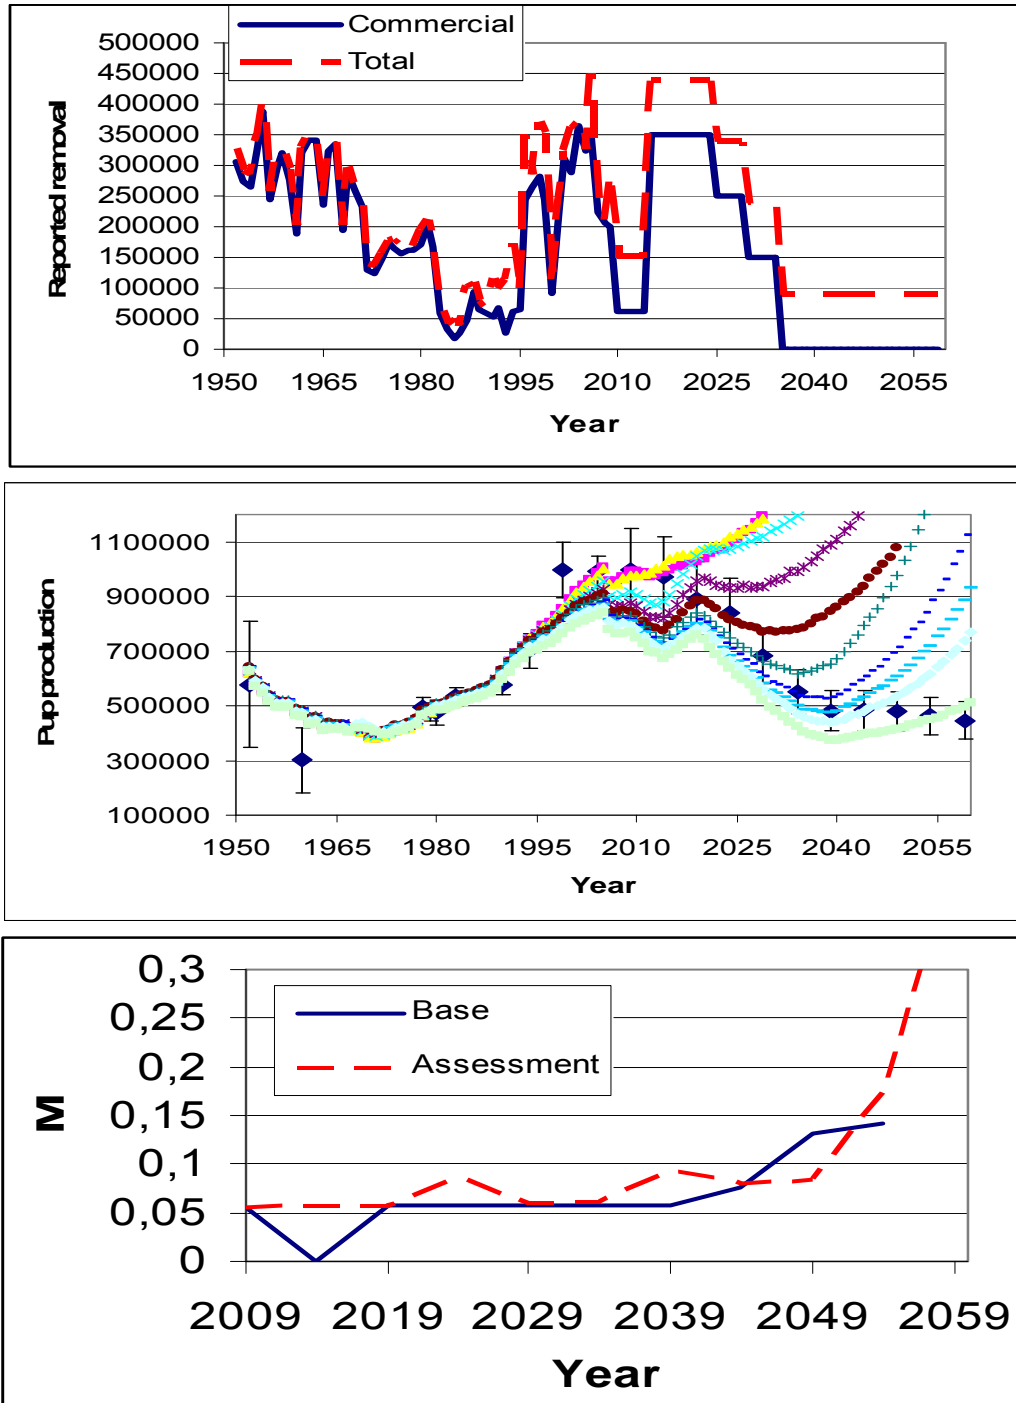 Commercial
Total
500000
450000
400000
350000
300000
250000
200000
150000
100000
50000
0
Reported removal
1950 1965 1980 1995 2010 2025 2040 2055
Year
1100000
900000
700000
500000
300000
100000
Pup production
1950 1965 1980 1995 2010 2025 2040 2055
Year
0,3
0,25
0,2
0,15
0,1
0,05
0
M
Base
Assessment
2009 2019 2029 2039 2049 2059
Year